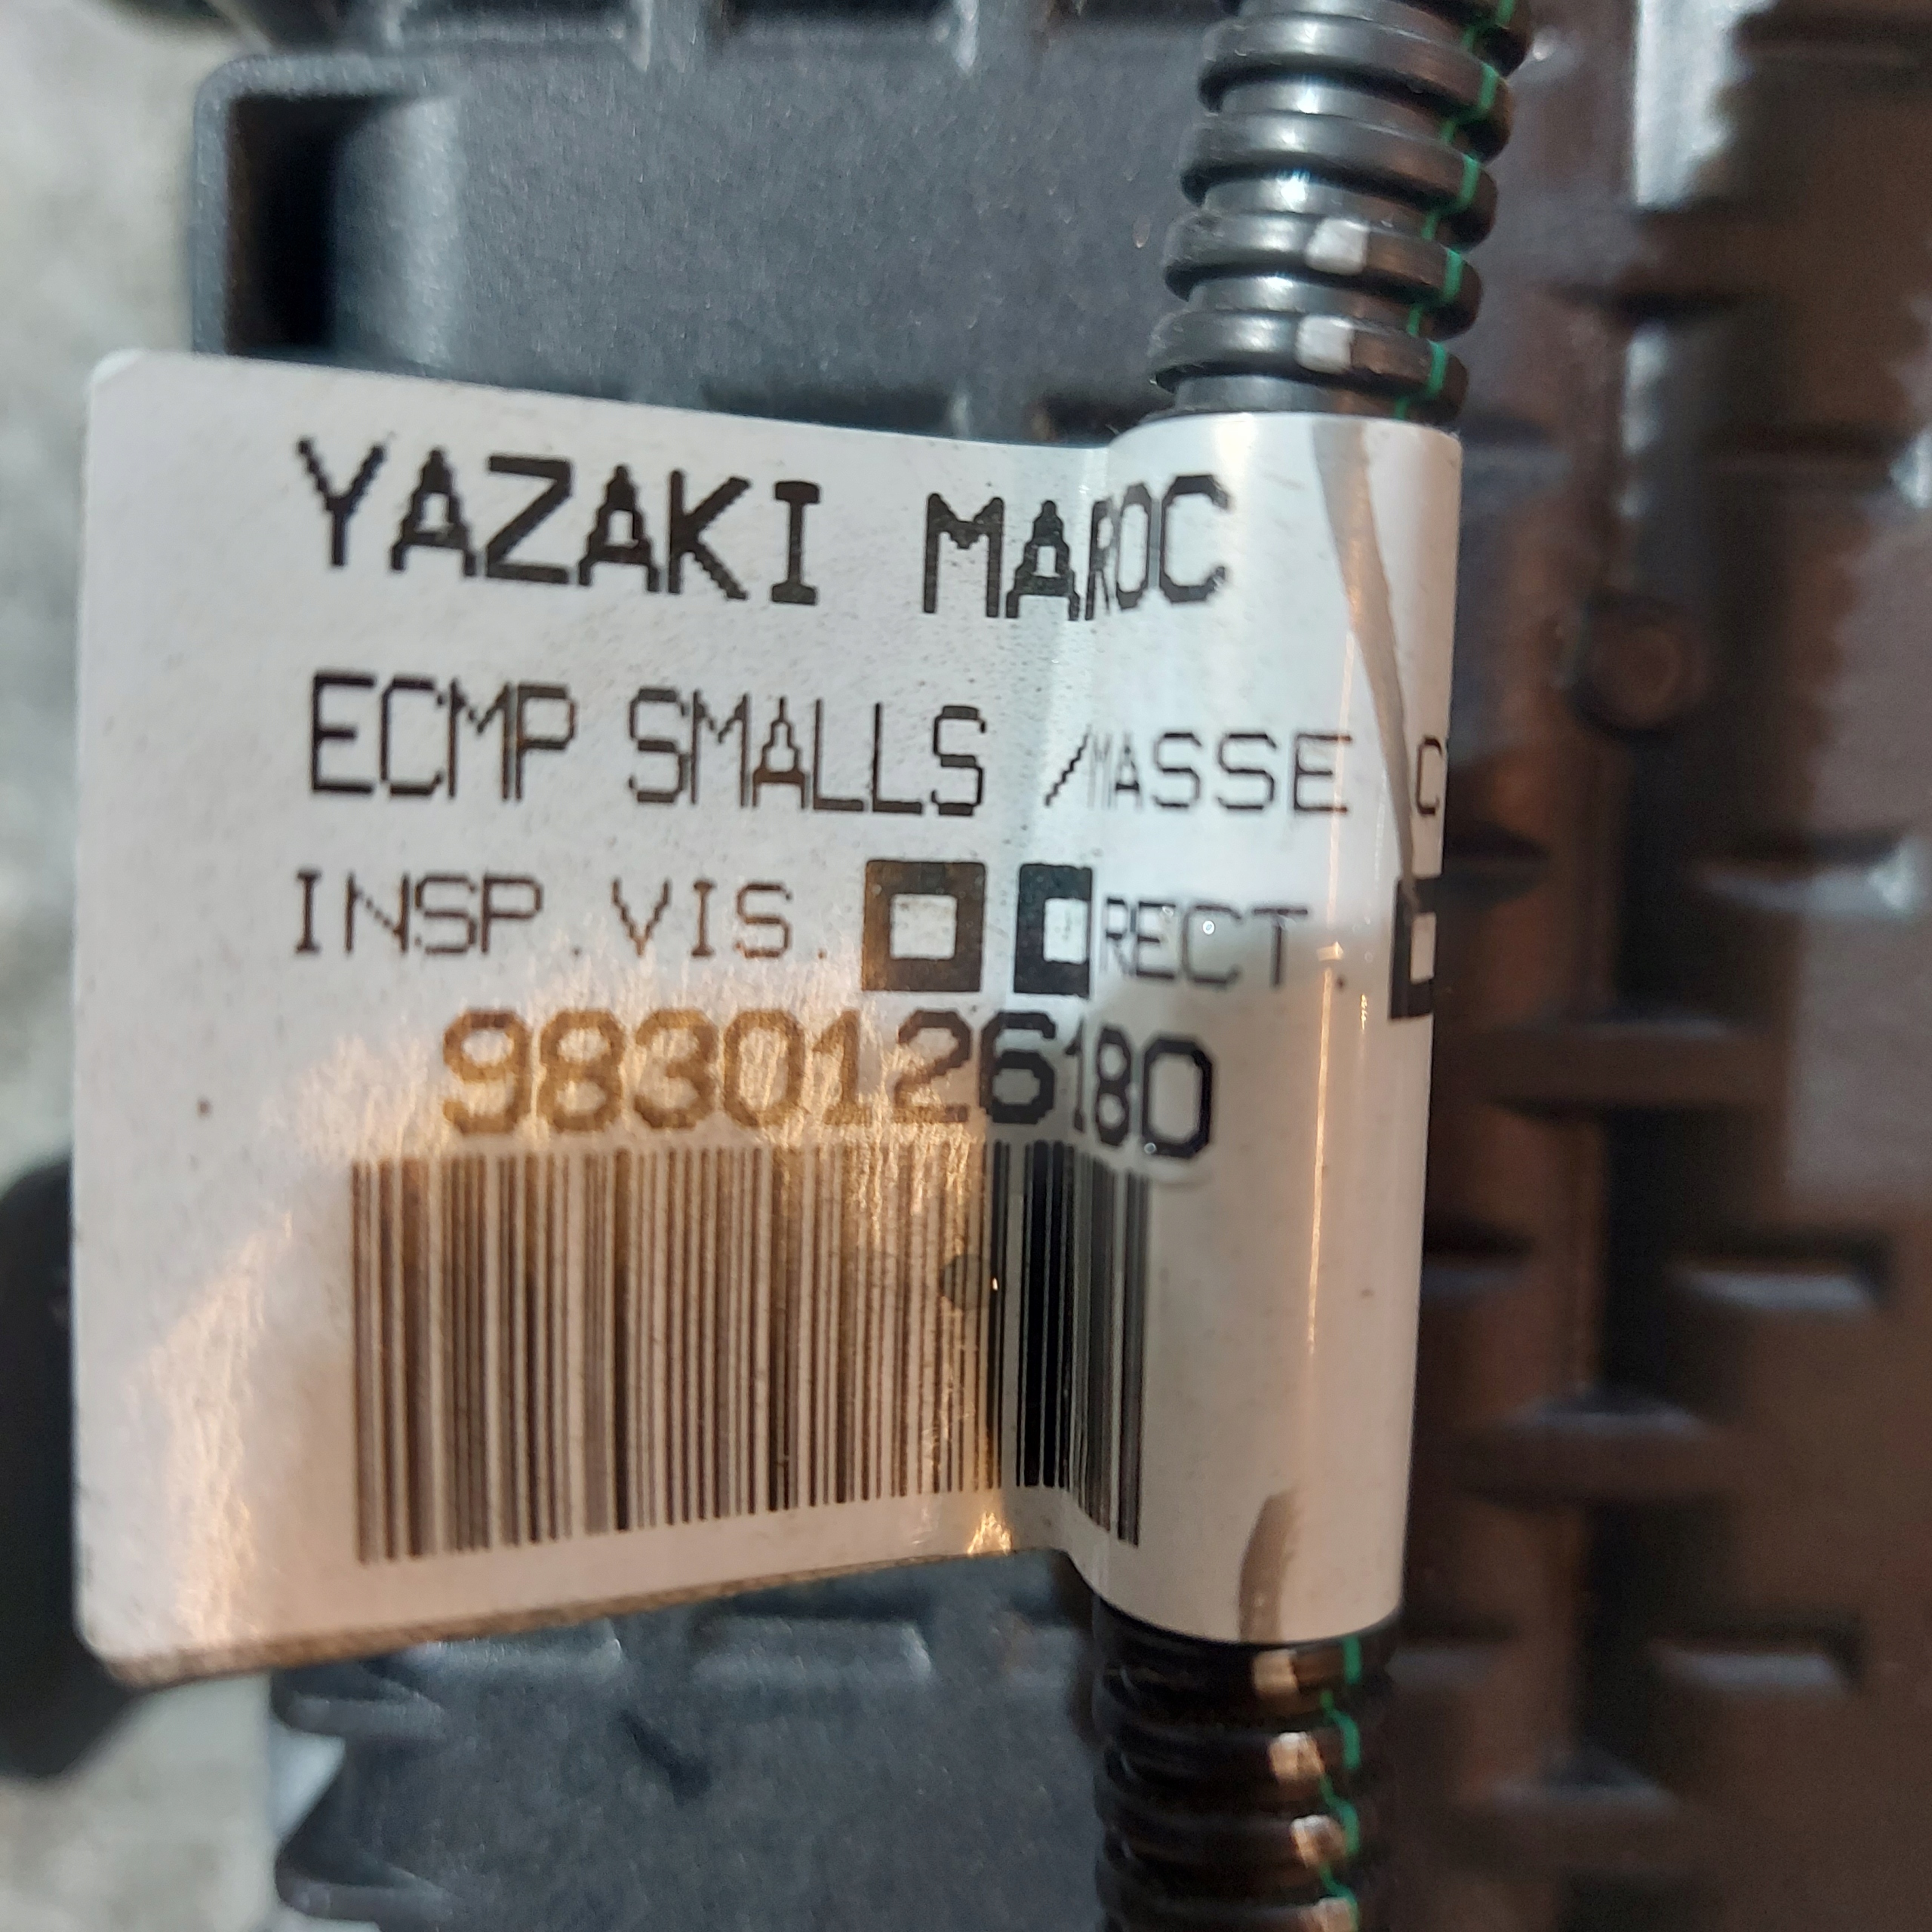 YAZAKI MAROC
ECMP SMALLS /MASSE
INSP.VIS. RECT.
9830126180